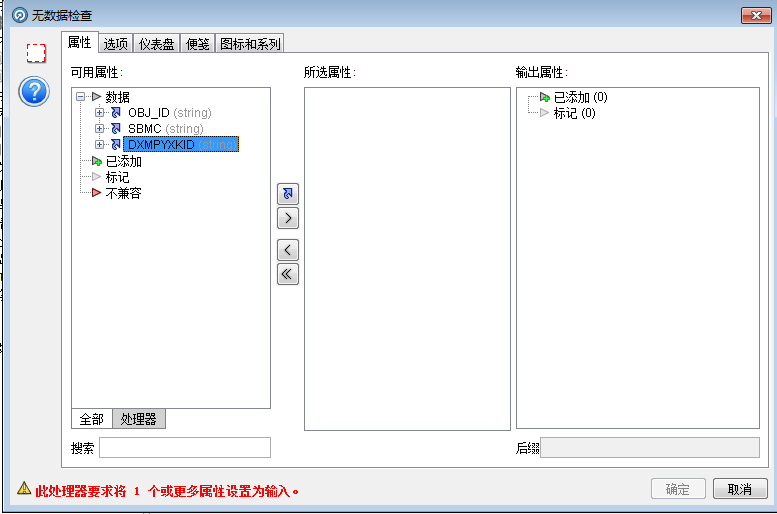 无数据检查
属性
选项
仪表盘
便笺
图标和系列
可用属性:
数据
OBJ_ID (string)
SBMC (string)
DXMPYXKID (string)
已添加
标记
不兼容
全部
处理器
搜索
所选属性:
输出属性:
已添加 (0)
标记 (0)
后缀
此处理器要求将 1 个或更多属性设置为输入。
确定
取消